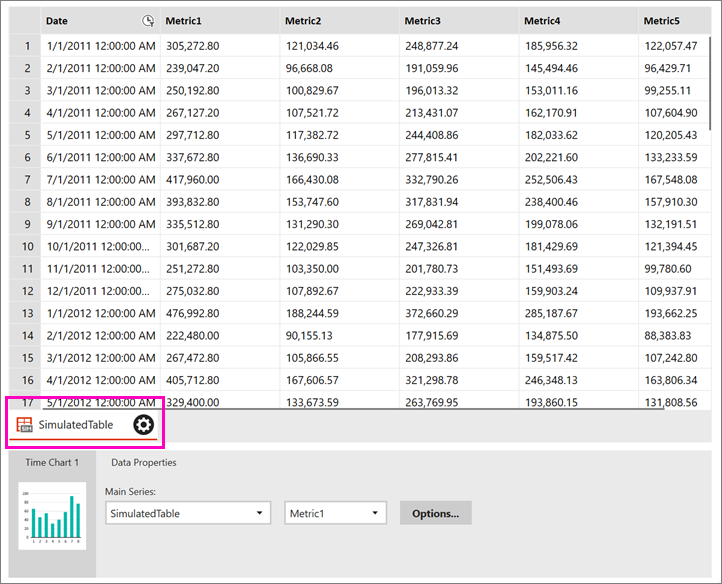 Date Metric1 Metric2 Metric3 Metric4 Metric5
1 1/1/2011 12:00:00 AM 305,272.80 121,034.46 248,877.24 185,956.32 122,057.47
2 2/1/2011 12:00:00 AM 239,047.20 96,668.08 191,059.96 145,494.46 96,429.71
3 3/1/2011 12:00:00 AM 250,192.80 100,829.67 196,013.32 153,011.16 99,255.11
4 4/1/2011 12:00:00 AM 267,127.20 107,521.72 213,431.07 162,170.91 107,604.90
5 5/1/2011 12:00:00 AM 297,712.80 117,382.72 244,408.86 182,033.62 120,205.43
6 6/1/2011 12:00:00 AM 337,672.80 136,690.33 277,815.41 202,221.60 133,233.59
7 7/1/2011 12:00:00 AM 417,960.00 166,430.08 332,790.26 252,506.43 167,548.08
8 8/1/2011 12:00:00 AM 393,832.80 153,747.60 317,831.94 238,400.46 157,910.30
9 9/1/2011 12:00:00 AM 335,512.80 131,290.30 269,042.81 199,078.06 132,191.51
10 10/1/2011 12:00:00... 301,687.20 122,029.85 247,326.81 181,429.69 121,394.45
11 11/1/2011 12:00:00... 251,272.80 103,350.00 201,780.73 151,493.69 99,780.60
12 12/1/2011 12:00:00... 275,032.80 107,892.67 222,933.39 159,903.24 109,937.91
13 1/1/2012 12:00:00 AM 476,992.80 188,244.59 372,660.29 285,187.67 193,662.25
14 2/1/2012 12:00:00 AM 222,480.00 90,155.13 177,915.69 134,875.50 88,383.83
15 3/1/2012 12:00:00 AM 267,472.80 105,866.55 208,293.86 159,517.42 107,242.80
16 4/1/2012 12:00:00 AM 405,712.80 167,606.57 321,298.78 246,348.13 163,806.34
17 5/1/2012 12:00:00 AM 329,400.00 133,673.59 263,769.95 193,860.15 131,808.56
SimulatedTable
Time Chart 1 Data Properties
Main Series:
SimulatedTable Metric1 Options...